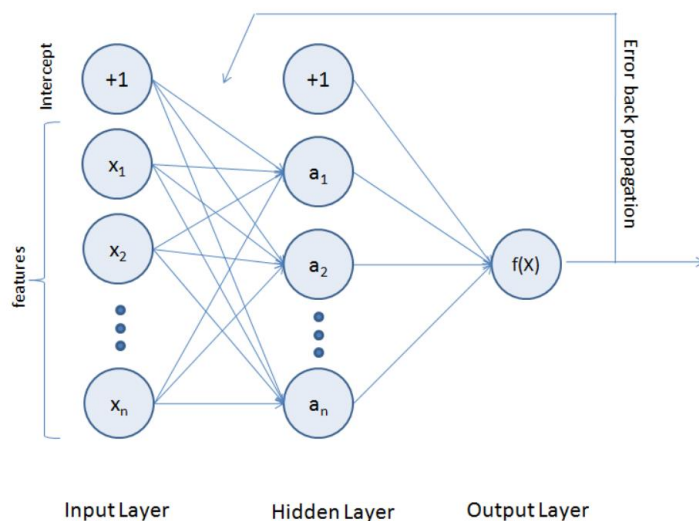 Intercept
+1
+1
x1
a1
x2
a2
features
f(X)
Error back propagation
xn
an
Input Layer
Hidden Layer
Output Layer